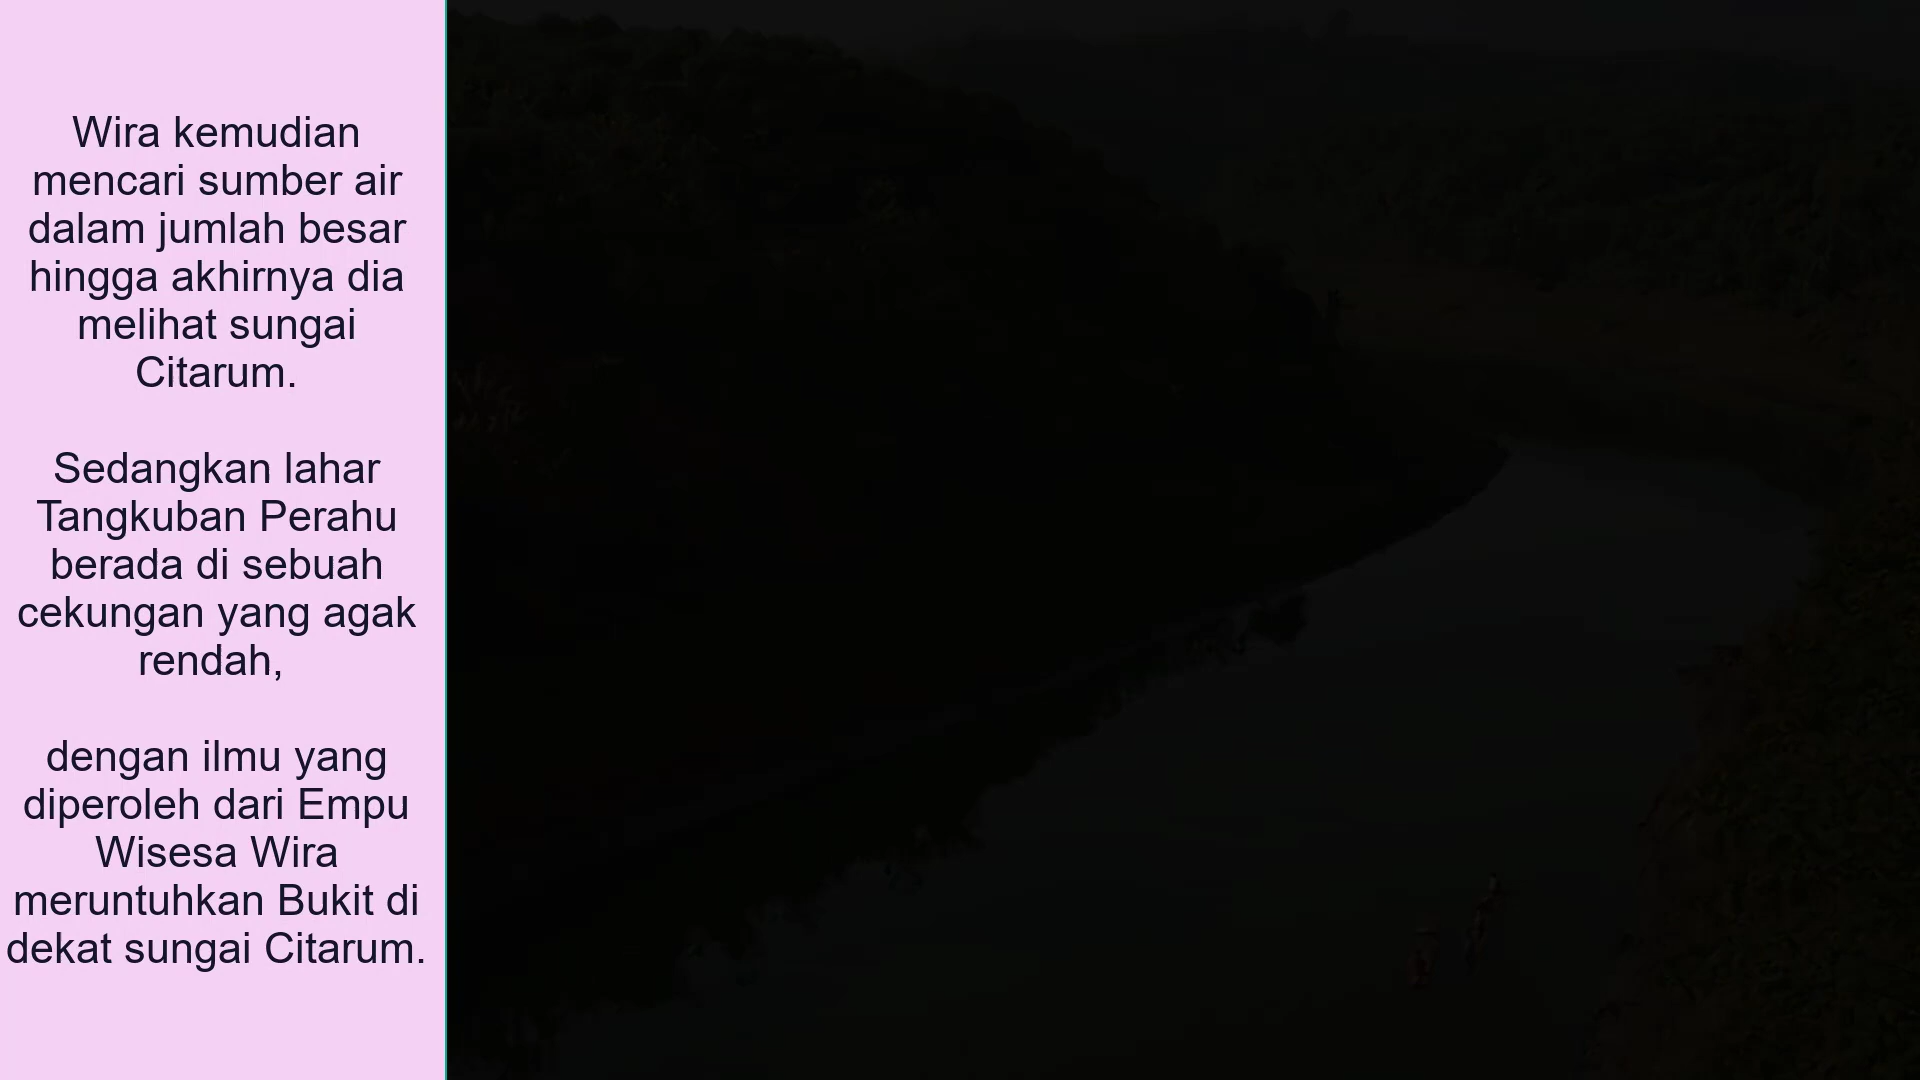 Wira kemudian
mencari sumber air
dalam jumlah besar
hingga akhirnya dia
melihat sungai
Citarum.
Sedangkan lahar
Tangkuban Perahu
berada di sebuah
cekungan yang agak
rendah,
dengan ilmu yang
diperoleh dari Empu
Wisesa Wira
meruntuhkan Bukit di
dekat sungai Citarum.